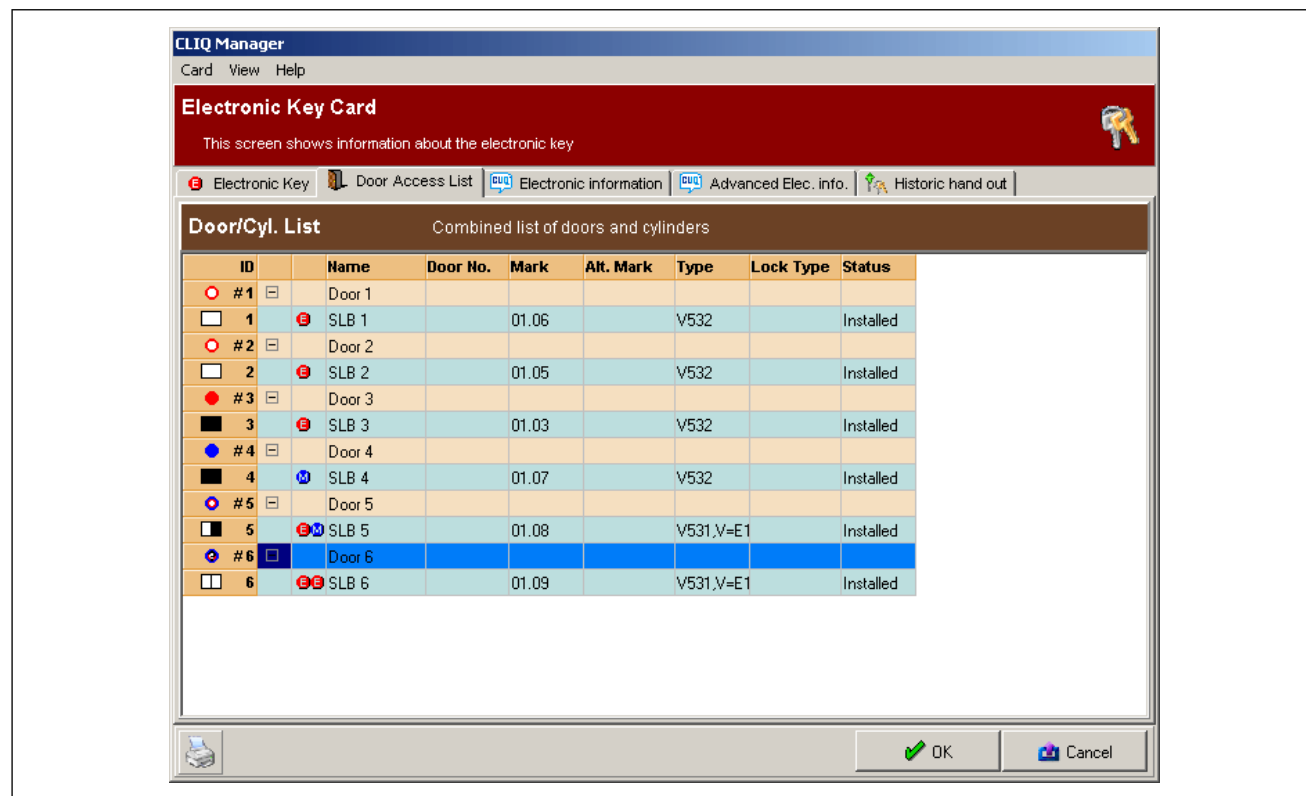 CLIQ Manager
Card View Help
Electronic Key Card
This screen shows information about the electronic key
E Electronic Key Door Access List CLIQ Electronic information CLIQ Advanced Elec. info. Historic hand out
Door/Cyl. List Combined list of doors and cylinders
ID Name Door No. Mark Alt. Mark Type Lock Type Status
#1 Door 1
1 E SLB 1 01.06 V532 Installed
#2 Door 2
2 E SLB 2 01.05 V532 Installed
#3 Door 3
3 E SLB 3 01.03 V532 Installed
#4 Door 4
4 M SLB 4 01.07 V532 Installed
#5 Door 5
5 E M SLB 5 01.08 V531,V=E1 Installed
#6 Door 6
6 E E SLB 6 01.09 V531,V=E1 Installed
OK Cancel